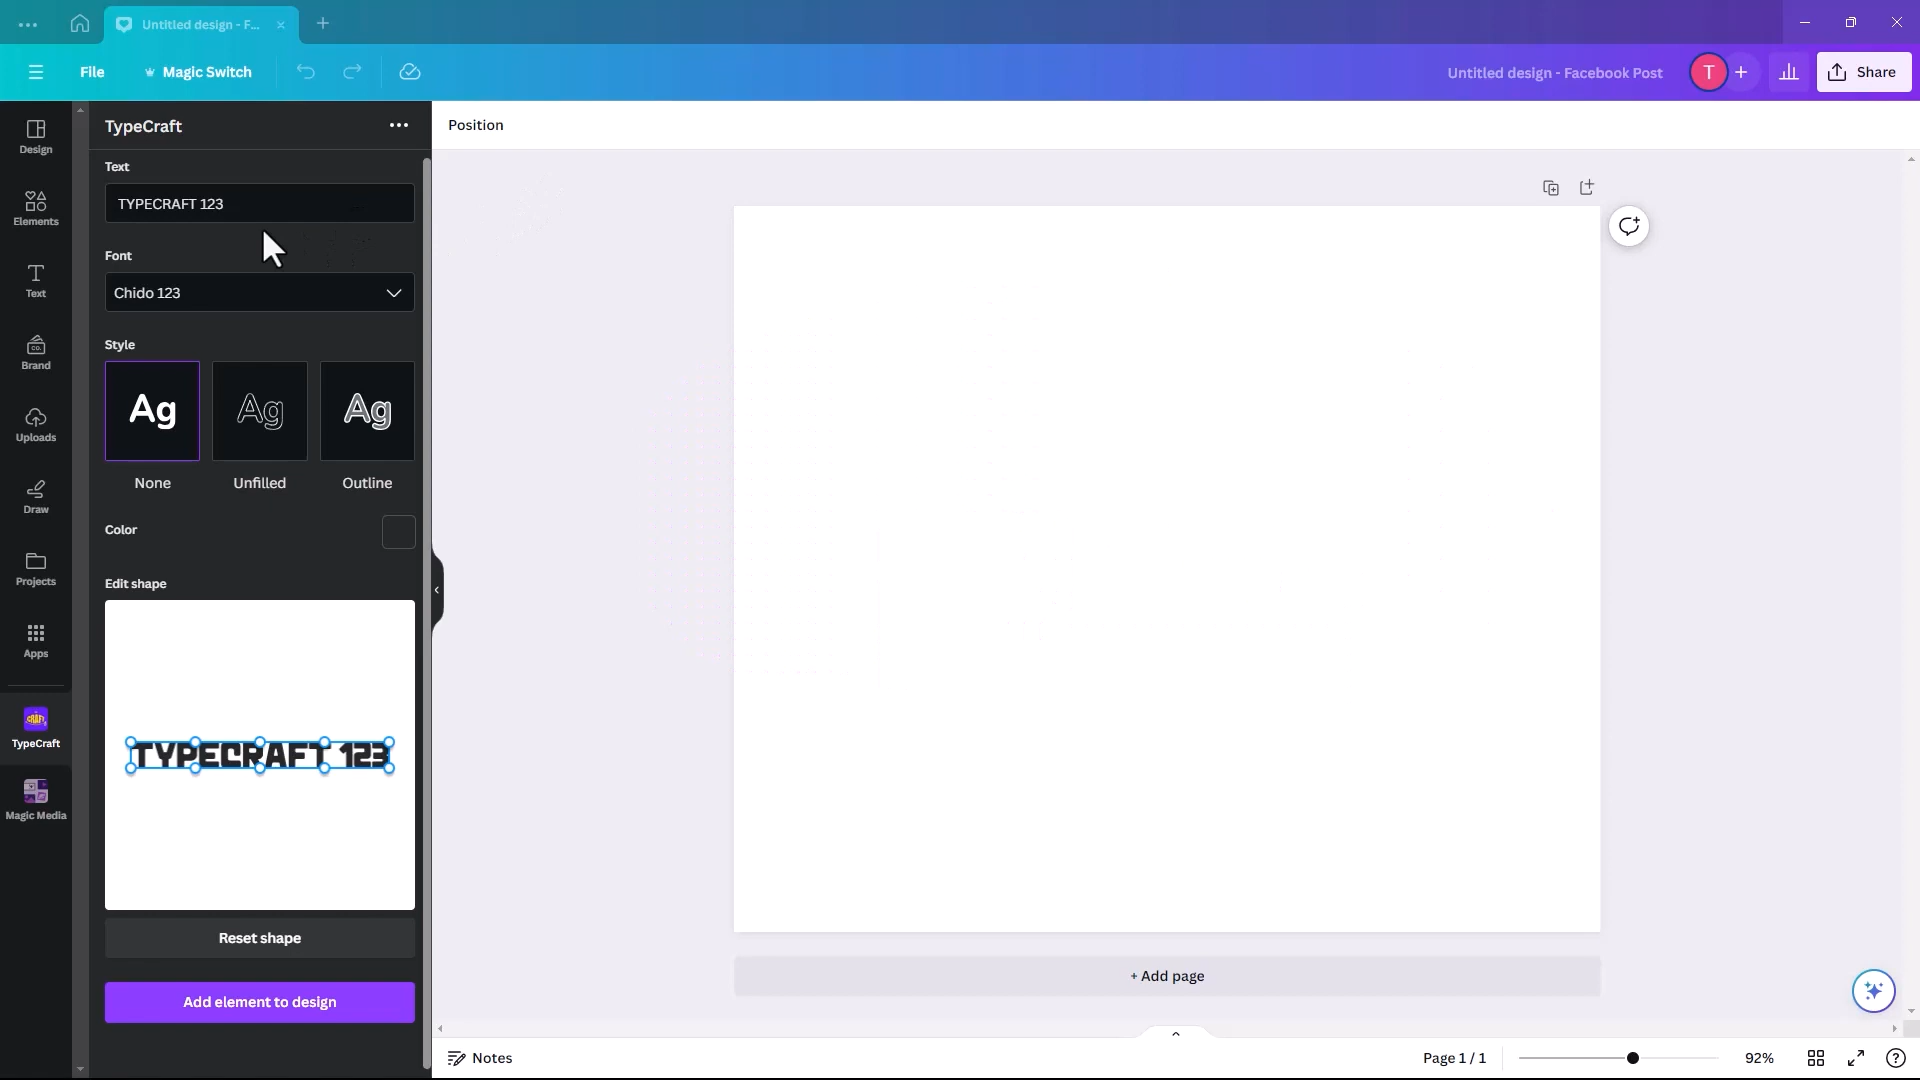 Untitled design - F...
File
Magic Switch
Untitled design - Facebook Post
T
Share
Design
Elements
Text
CO.
Brand
Uploads
Draw
Projects
Apps
CRAFT
TypeCraft
Magic Media
TypeCraft
Text
TYPECRAFT 123
Font
Chido 123
Style
Ag Ag Ag
None Unfilled Outline
Color
Edit shape
TYPECRAFT 123
Reset shape
Add element to design
Position
+ Add page
Notes
Page 1 / 1
92%